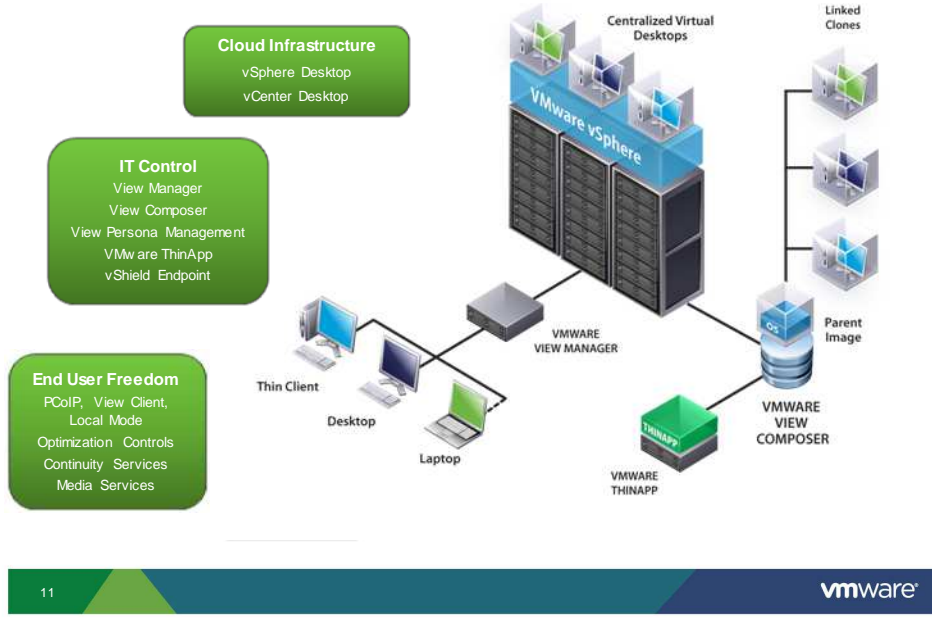 Cloud Infrastructure
vSphere Desktop
vCenter Desktop
IT Control
View Manager
View Composer
View Persona Management
VMware ThinApp
vShield Endpoint
End User Freedom
PCoIP, View Client,
Local Mode
Optimization Controls
Continuity Services
Media Services
Centralized Virtual
Desktops
VMware vSphere
Linked
Clones
OS
Parent
Image
VMWARE
VIEW MANAGER
Thin Client
Desktop
Laptop
VMWARE
VIEW
COMPOSER
THINAPP
VMWARE
THINAPP
11
vmware®